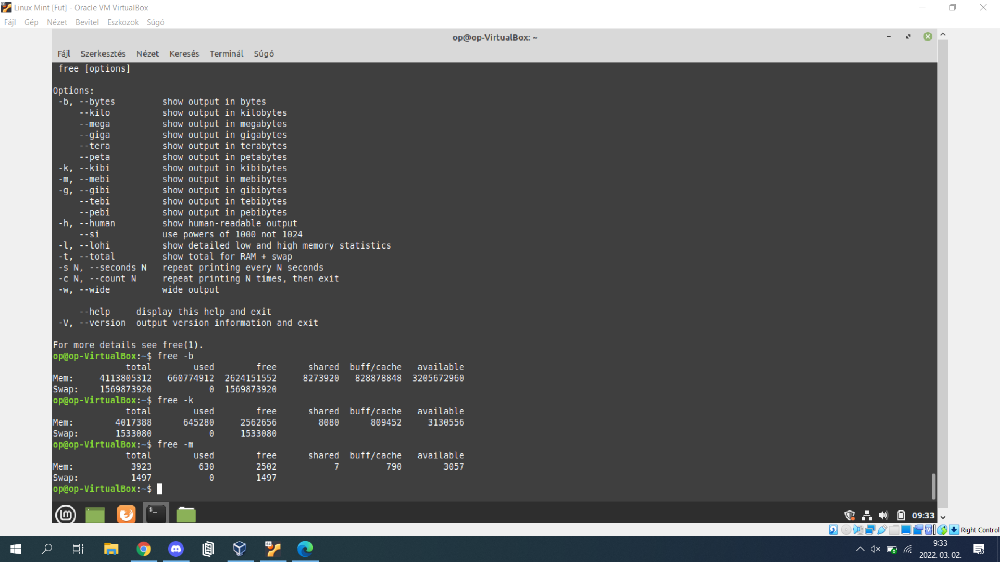 Linux Mint [Fut] - Oracle VM VirtualBox
Fájl Gép Nézet Bevitel Eszközök Súgó
op@op-VirtualBox: ~
Fájl Szerkesztés Nézet Keresés Terminál Súgó
free [options]
Options:
-b, --bytes show output in bytes
--kilo show output in kilobytes
--mega show output in megabytes
--giga show output in gigabytes
--tera show output in terabytes
--peta show output in petabytes
-k, --kibi show output in kibibytes
-m, --mebi show output in mebibytes
-g, --gibi show output in gibibytes
--tebi show output in tebibytes
--pebi show output in pebibytes
-h, --human show human-readable output
--si use powers of 1000 not 1024
-l, --lohi show detailed low and high memory statistics
-t, --total show total for RAM + swap
-s N, --seconds N repeat printing every N seconds
-c N, --count N repeat printing N times, then exit
-w, --wide wide output
--help display this help and exit
-V, --version output version information and exit
For more details see free(1).
op@op-VirtualBox:~$ free -b
total used free shared buff/cache available
Mem: 4113805312 660774912 2624151552 8273920 828878848 3205672960
Swap: 1569873920 0 1569873920
op@op-VirtualBox:~$ free -k
total used free shared buff/cache available
Mem: 4017388 645280 2562656 8080 809452 3130556
Swap: 1533080 0 1533080
op@op-VirtualBox:~$ free -m
total used free shared buff/cache available
Mem: 3923 630 2502 7 790 3057
Swap: 1497 0 1497
op@op-VirtualBox:~$
09:33
Right Control
9:33
2022. 03. 02.